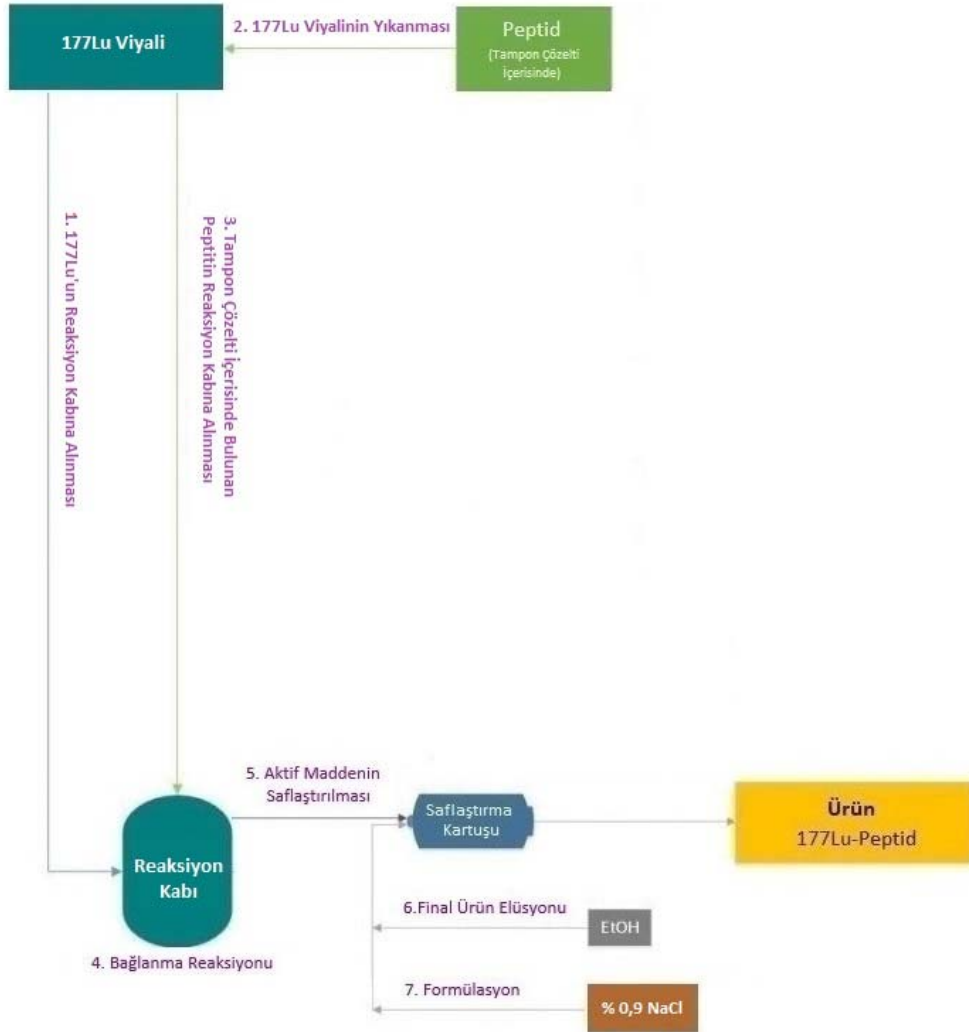 177Lu Viyali
2. 177Lu Viyalinin Yıkanması
Peptid
(Tampon Çözelti
İçerisinde)
1. 177Lu'un Reaksiyon Kabına Alınması
3. Tampon Çözelti İçerisinde Bulunan
Peptitin Reaksiyon Kabına Alınması
5. Aktif Maddenin
Saflaştırılması
Saflaştırma
Kartuşu
Ürün
177Lu-Peptid
Reaksiyon
Kabı
4. Bağlanma Reaksiyonu
6.Final Ürün Elüsyonu
EtOH
7. Formülasyon
% 0,9 NaCl